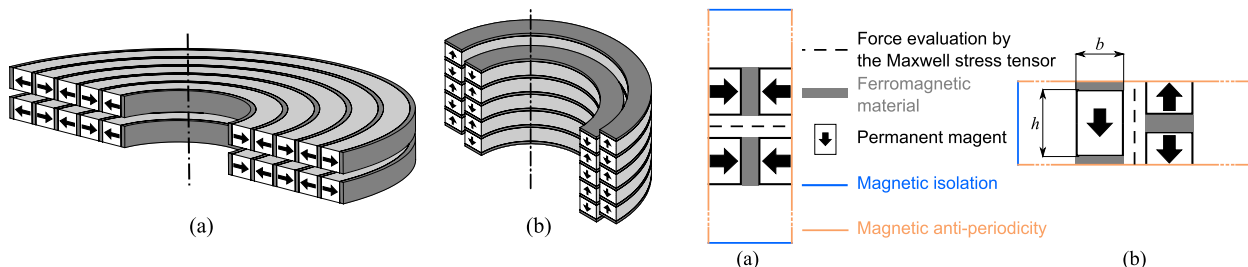 (a)
(b)
Force evaluation by
the Maxwell stress tensor
Ferromagnetic
material
Permanent magent
Magnetic isolation
Magnetic anti-periodicity
(a)
b
h
(b)